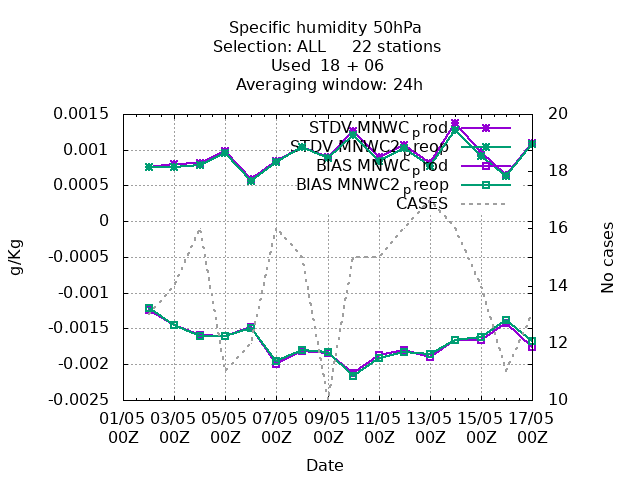 Specific humidity 50hPa
Selection: ALL 22 stations
Used 18 + 06
Averaging window: 24h
0.0015
0.001
0.0005
0
-0.0005
-0.001
-0.0015
-0.002
-0.0025
g/Kg
20
18
16
14
12
10
No cases
STDV MNWC_prod
STDV MNWC2_preop
BIAS MNWC_prod
BIAS MNWC2_preop
CASES
01/05 03/05 05/05 07/05 09/05 11/05 13/05 15/05 17/05
00Z 00Z 00Z 00Z 00Z 00Z 00Z 00Z 00Z
Date